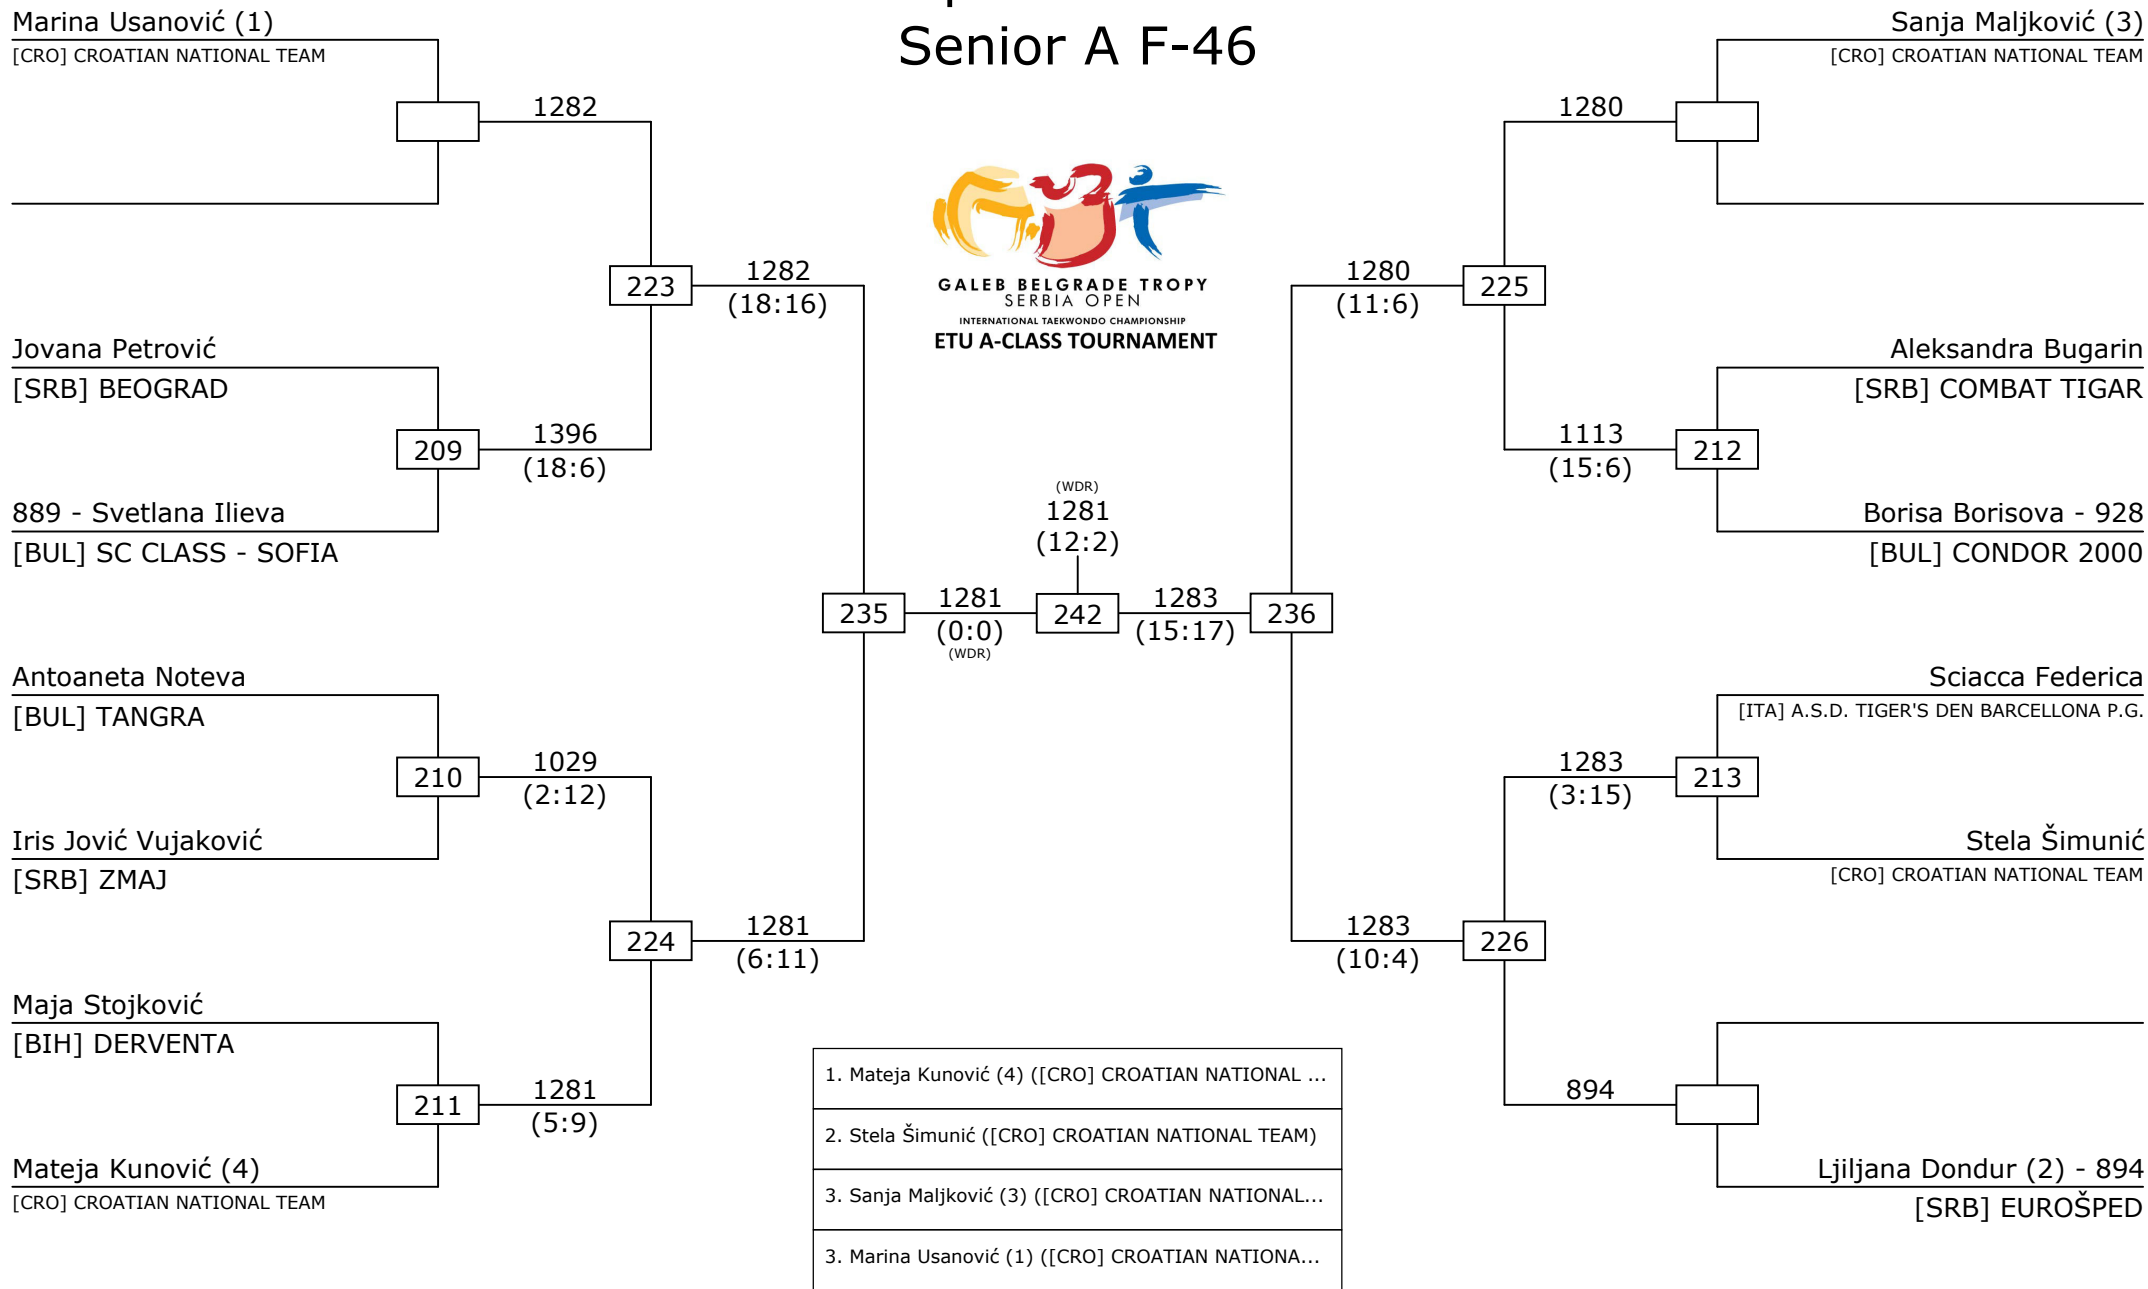 Senior A F-46
Marina Usanović (1)
[CRO] CROATIAN NATIONAL TEAM
1282
Jovana Petrović
[SRB] BEOGRAD
209
1396
(18:6)
889 - Svetlana Ilieva
[BUL] SC CLASS - SOFIA
223
1282
(18:16)
Antoaneta Noteva
[BUL] TANGRA
210
1029
(2:12)
Iris Jović Vujaković
[SRB] ZMAJ
224
1281
(6:11)
Maja Stojković
[BIH] DERVENTA
211
1281
(5:9)
Mateja Kunović (4)
[CRO] CROATIAN NATIONAL TEAM
GALEB BELGRADE TROPY
SERBIA OPEN
INTERNATIONAL TAEKWONDO CHAMPIONSHIP
ETU A-CLASS TOURNAMENT
235
1281
(0:0)
(WDR)
(WDR)
1281
(12:2)
242
1283
(15:17)
236
Sanja Maljković (3)
[CRO] CROATIAN NATIONAL TEAM
1280
1280
(11:6)
225
Aleksandra Bugarin
[SRB] COMBAT TIGAR
1113
(15:6)
212
Borisa Borisova - 928
[BUL] CONDOR 2000
Sciacca Federica
[ITA] A.S.D. TIGER'S DEN BARCELLONA P.G.
1283
(3:15)
213
Stela Šimunić
[CRO] CROATIAN NATIONAL TEAM
1283
(10:4)
226
894
Ljiljana Dondur (2) - 894
[SRB] EUROŠPED
1. Mateja Kunović (4) ([CRO] CROATIAN NATIONAL ...
2. Stela Šimunić ([CRO] CROATIAN NATIONAL TEAM)
3. Sanja Maljković (3) ([CRO] CROATIAN NATIONAL...
3. Marina Usanović (1) ([CRO] CROATIAN NATIONA...